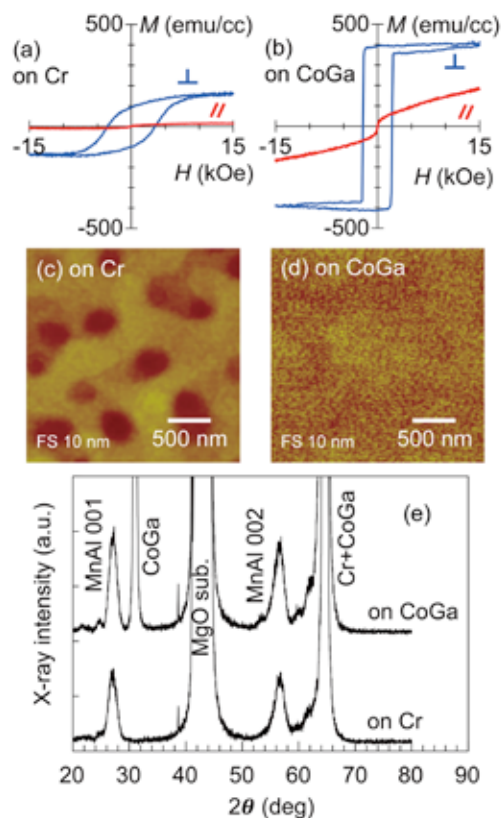 500 M (emu/cc)
(a)
on Cr
⊥
//
-15
15
H (kOe)
-500
500 M (emu/cc)
(b)
on CoGa
⊥
//
-15
15
H (kOe)
-500
(c) on Cr
FS 10 nm
500 nm
(d) on CoGa
FS 10 nm
500 nm
(e)
X-ray intensity (a.u.)
MnAl 001
CoGa
MgO sub.
MnAl 002
Cr+CoGa
on CoGa
on Cr
20 30 40 50 60 70 80 90
2θ (deg)